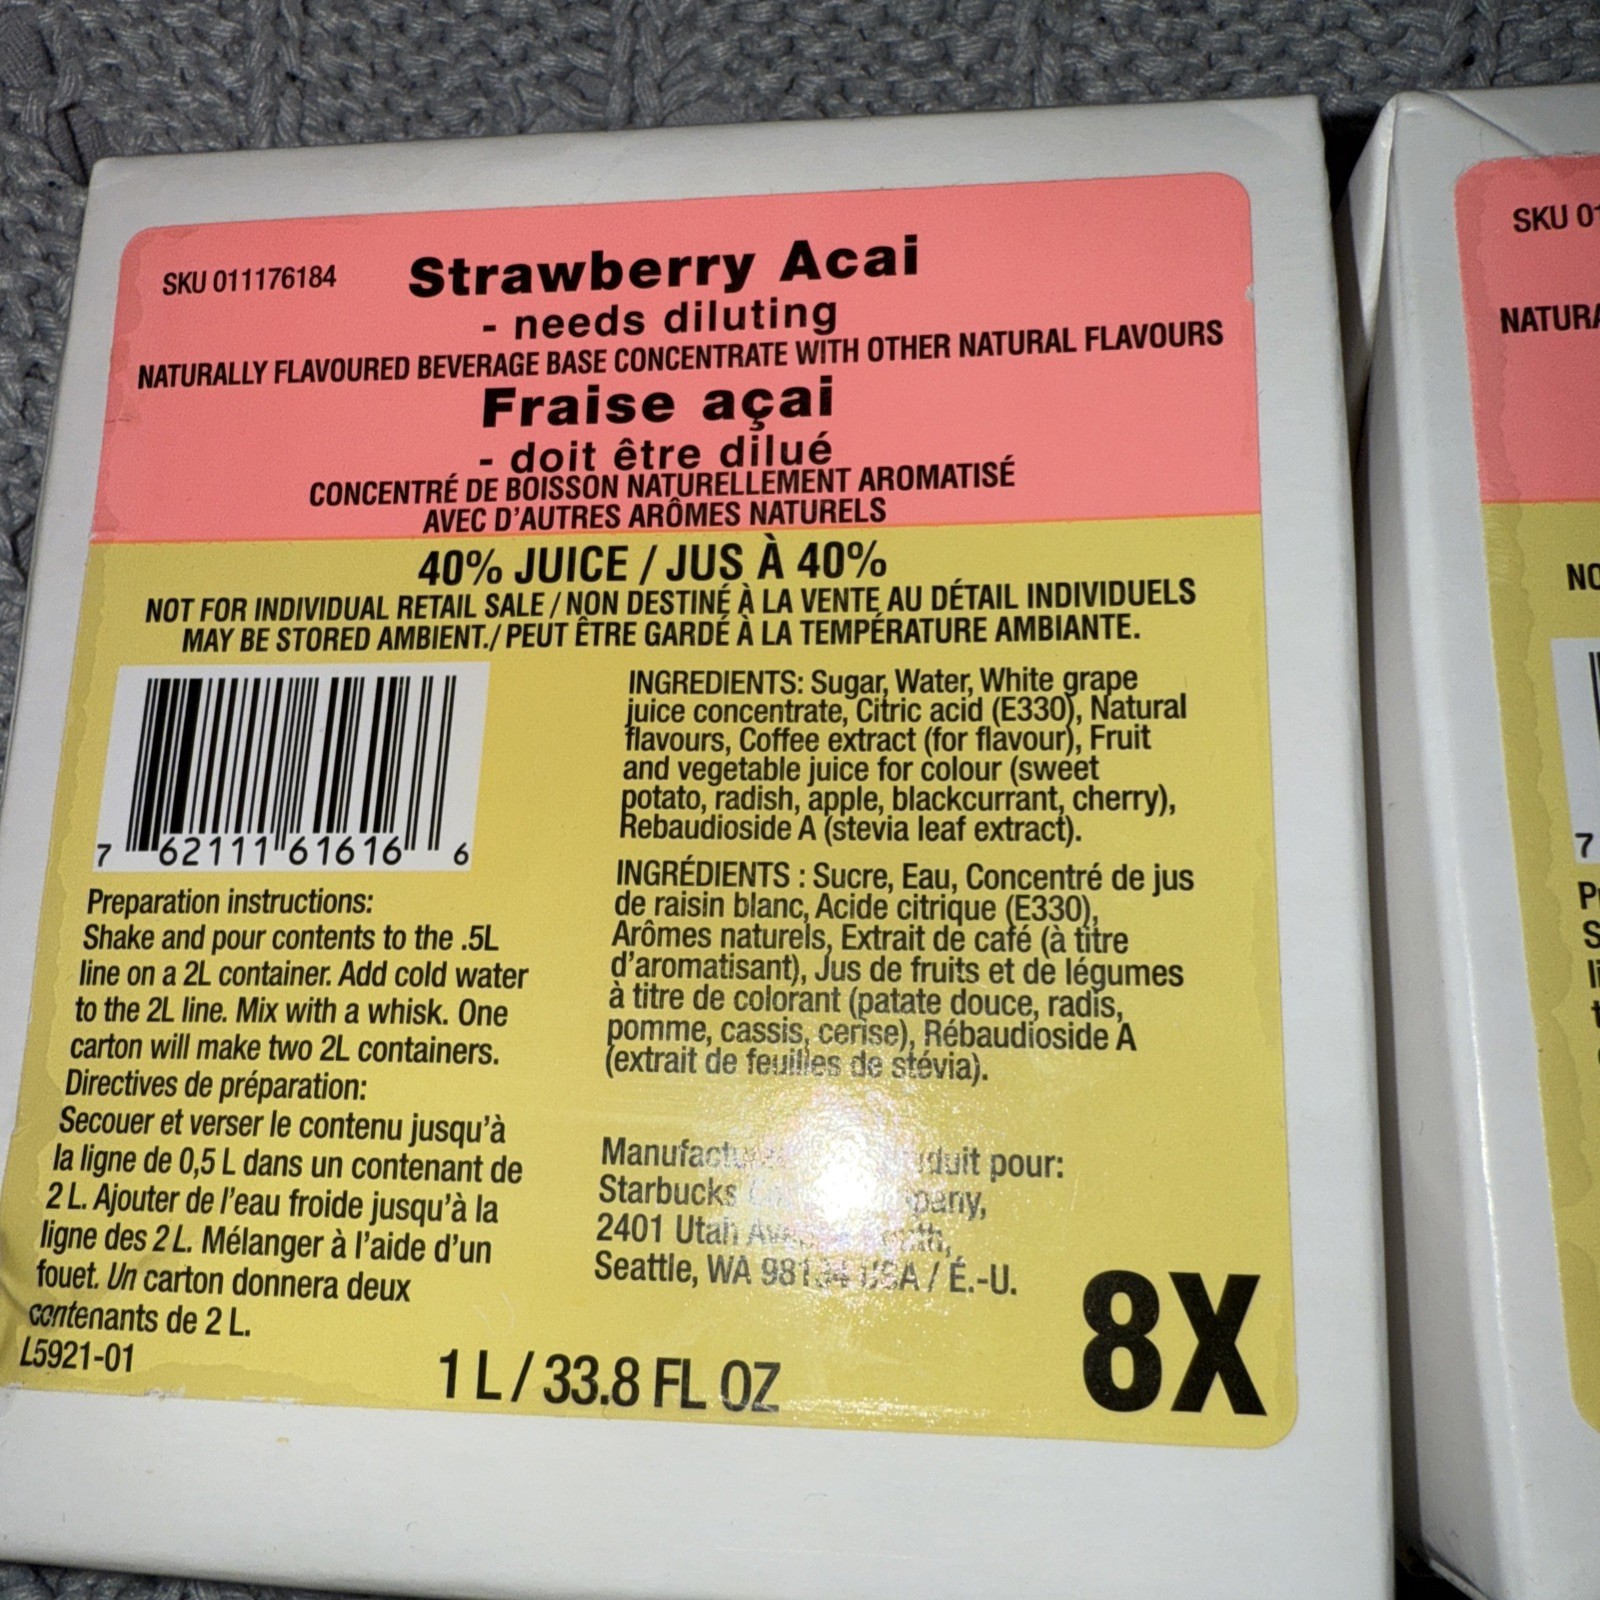 SKU 011176184
Strawberry Acai
- needs diluting
NATURALLY FLAVOURED BEVERAGE BASE CONCENTRATE WITH OTHER NATURAL FLAVOURS
Fraise açai
- doit être dilué
CONCENTRÉ DE BOISSON NATURELLEMENT AROMATISÉ
AVEC D'AUTRES ARÔMES NATURELS
40% JUICE / JUS À 40%
NOT FOR INDIVIDUAL RETAIL SALE / NON DESTINÉ À LA VENTE AU DÉTAIL INDIVIDUELS
MAY BE STORED AMBIENT./ PEUT ÊTRE GARDÉ À LA TEMPÉRATURE AMBIANTE.
7 62111 61616 6
Preparation instructions:
Shake and pour contents to the .5L
line on a 2L container. Add cold water
to the 2L line. Mix with a whisk. One
carton will make two 2L containers.
Directives de préparation:
Secouer et verser le contenu jusqu'à
la ligne de 0,5 L dans un contenant de
2 L. Ajouter de l'eau froide jusqu'à la
ligne des 2 L. Mélanger à l'aide d'un
fouet. Un carton donnera deux
contenants de 2 L.
L5921-01
INGREDIENTS: Sugar, Water, White grape
juice concentrate, Citric acid (E330), Natural
flavours, Coffee extract (for flavour), Fruit
and vegetable juice for colour (sweet
potato, radish, apple, blackcurrant, cherry),
Rebaudioside A (stevia leaf extract).
INGRÉDIENTS : Sucre, Eau, Concentré de jus
de raisin blanc, Acide citrique (E330),
Arômes naturels, Extrait de café (à titre
d'aromatisant), Jus de fruits et de légumes
à titre de colorant (patate douce, radis,
pomme, cassis, cerise), Rébaudioside A
(extrait de feuilles de stévia).
pour:
Starbucks
2401 Utah
Seattle, WA USA / É.-U.
1 L / 33.8 FL OZ
8X
SKU
7